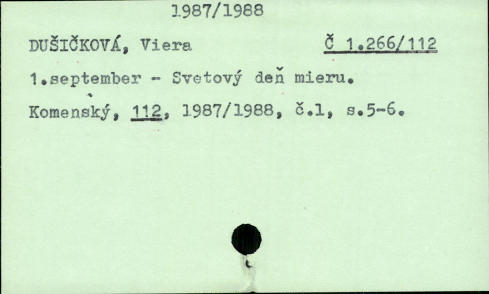 1987/1988
DUŠIČKOVÁ, Viera Č 1.266/112
1.september - Svetový deň mieru.
Komenský, 112, 1987/1988, č.1, s.5-6.